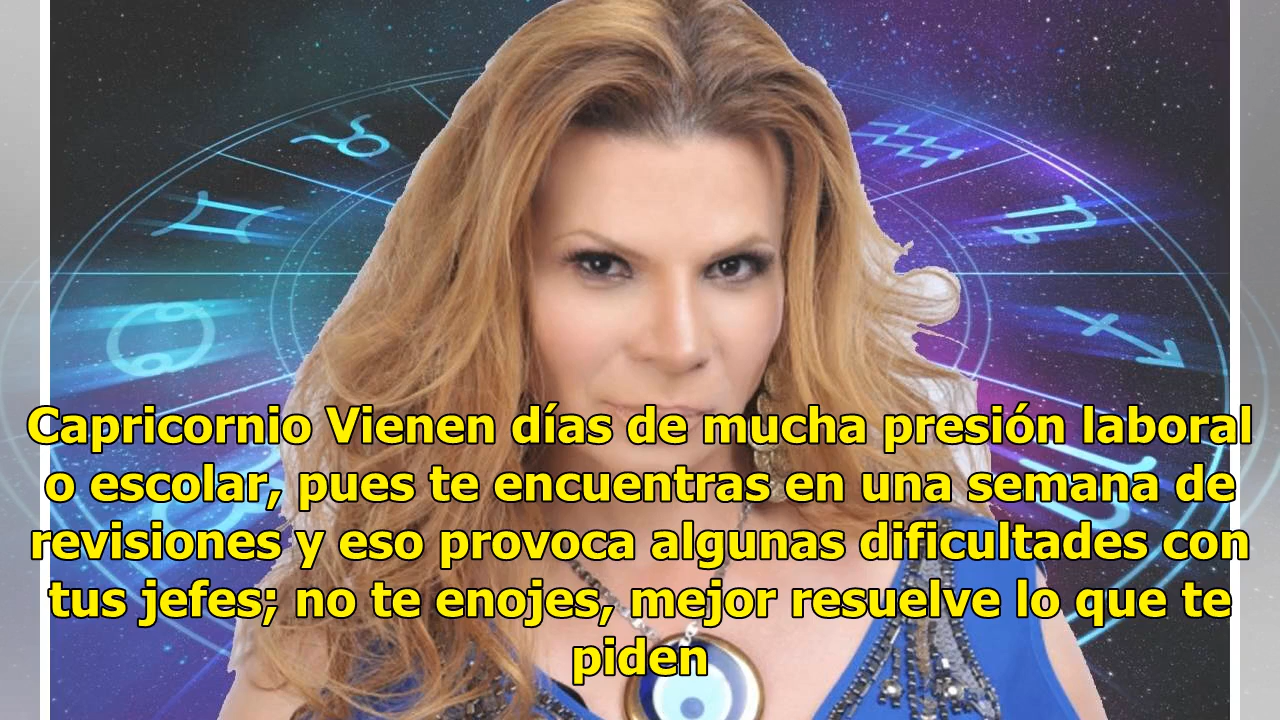 Capricornio Vienen días de mucha presión laboral
o escolar, pues te encuentras en una semana de
revisiones y eso provoca algunas dificultades con
tus jefes; no te enojes, mejor resuelve lo que te
piden